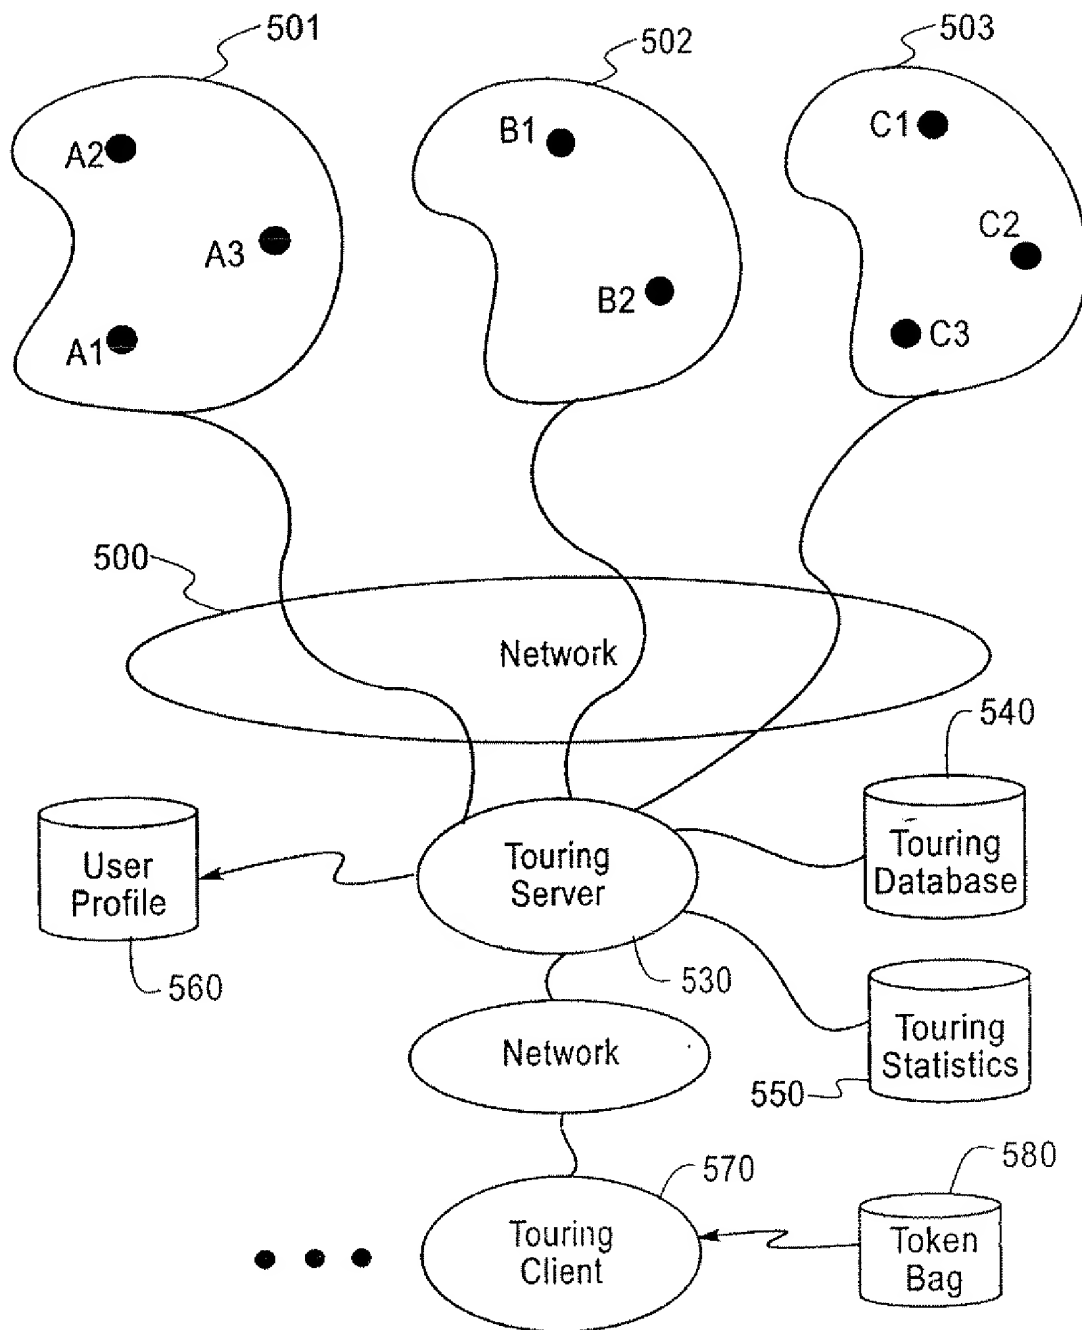 501
502
503
A2
A3
A1
B1
B2
C1
C2
C3
500
Network
540
User
Profile
Touring
Server
Touring
Database
560
530
Network
Touring
Statistics
550
570
580
Touring
Client
Token
Bag